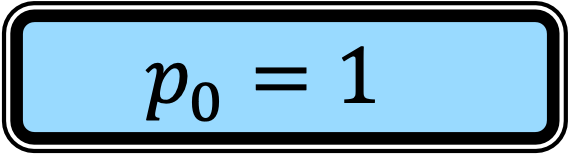 p₀ = 1